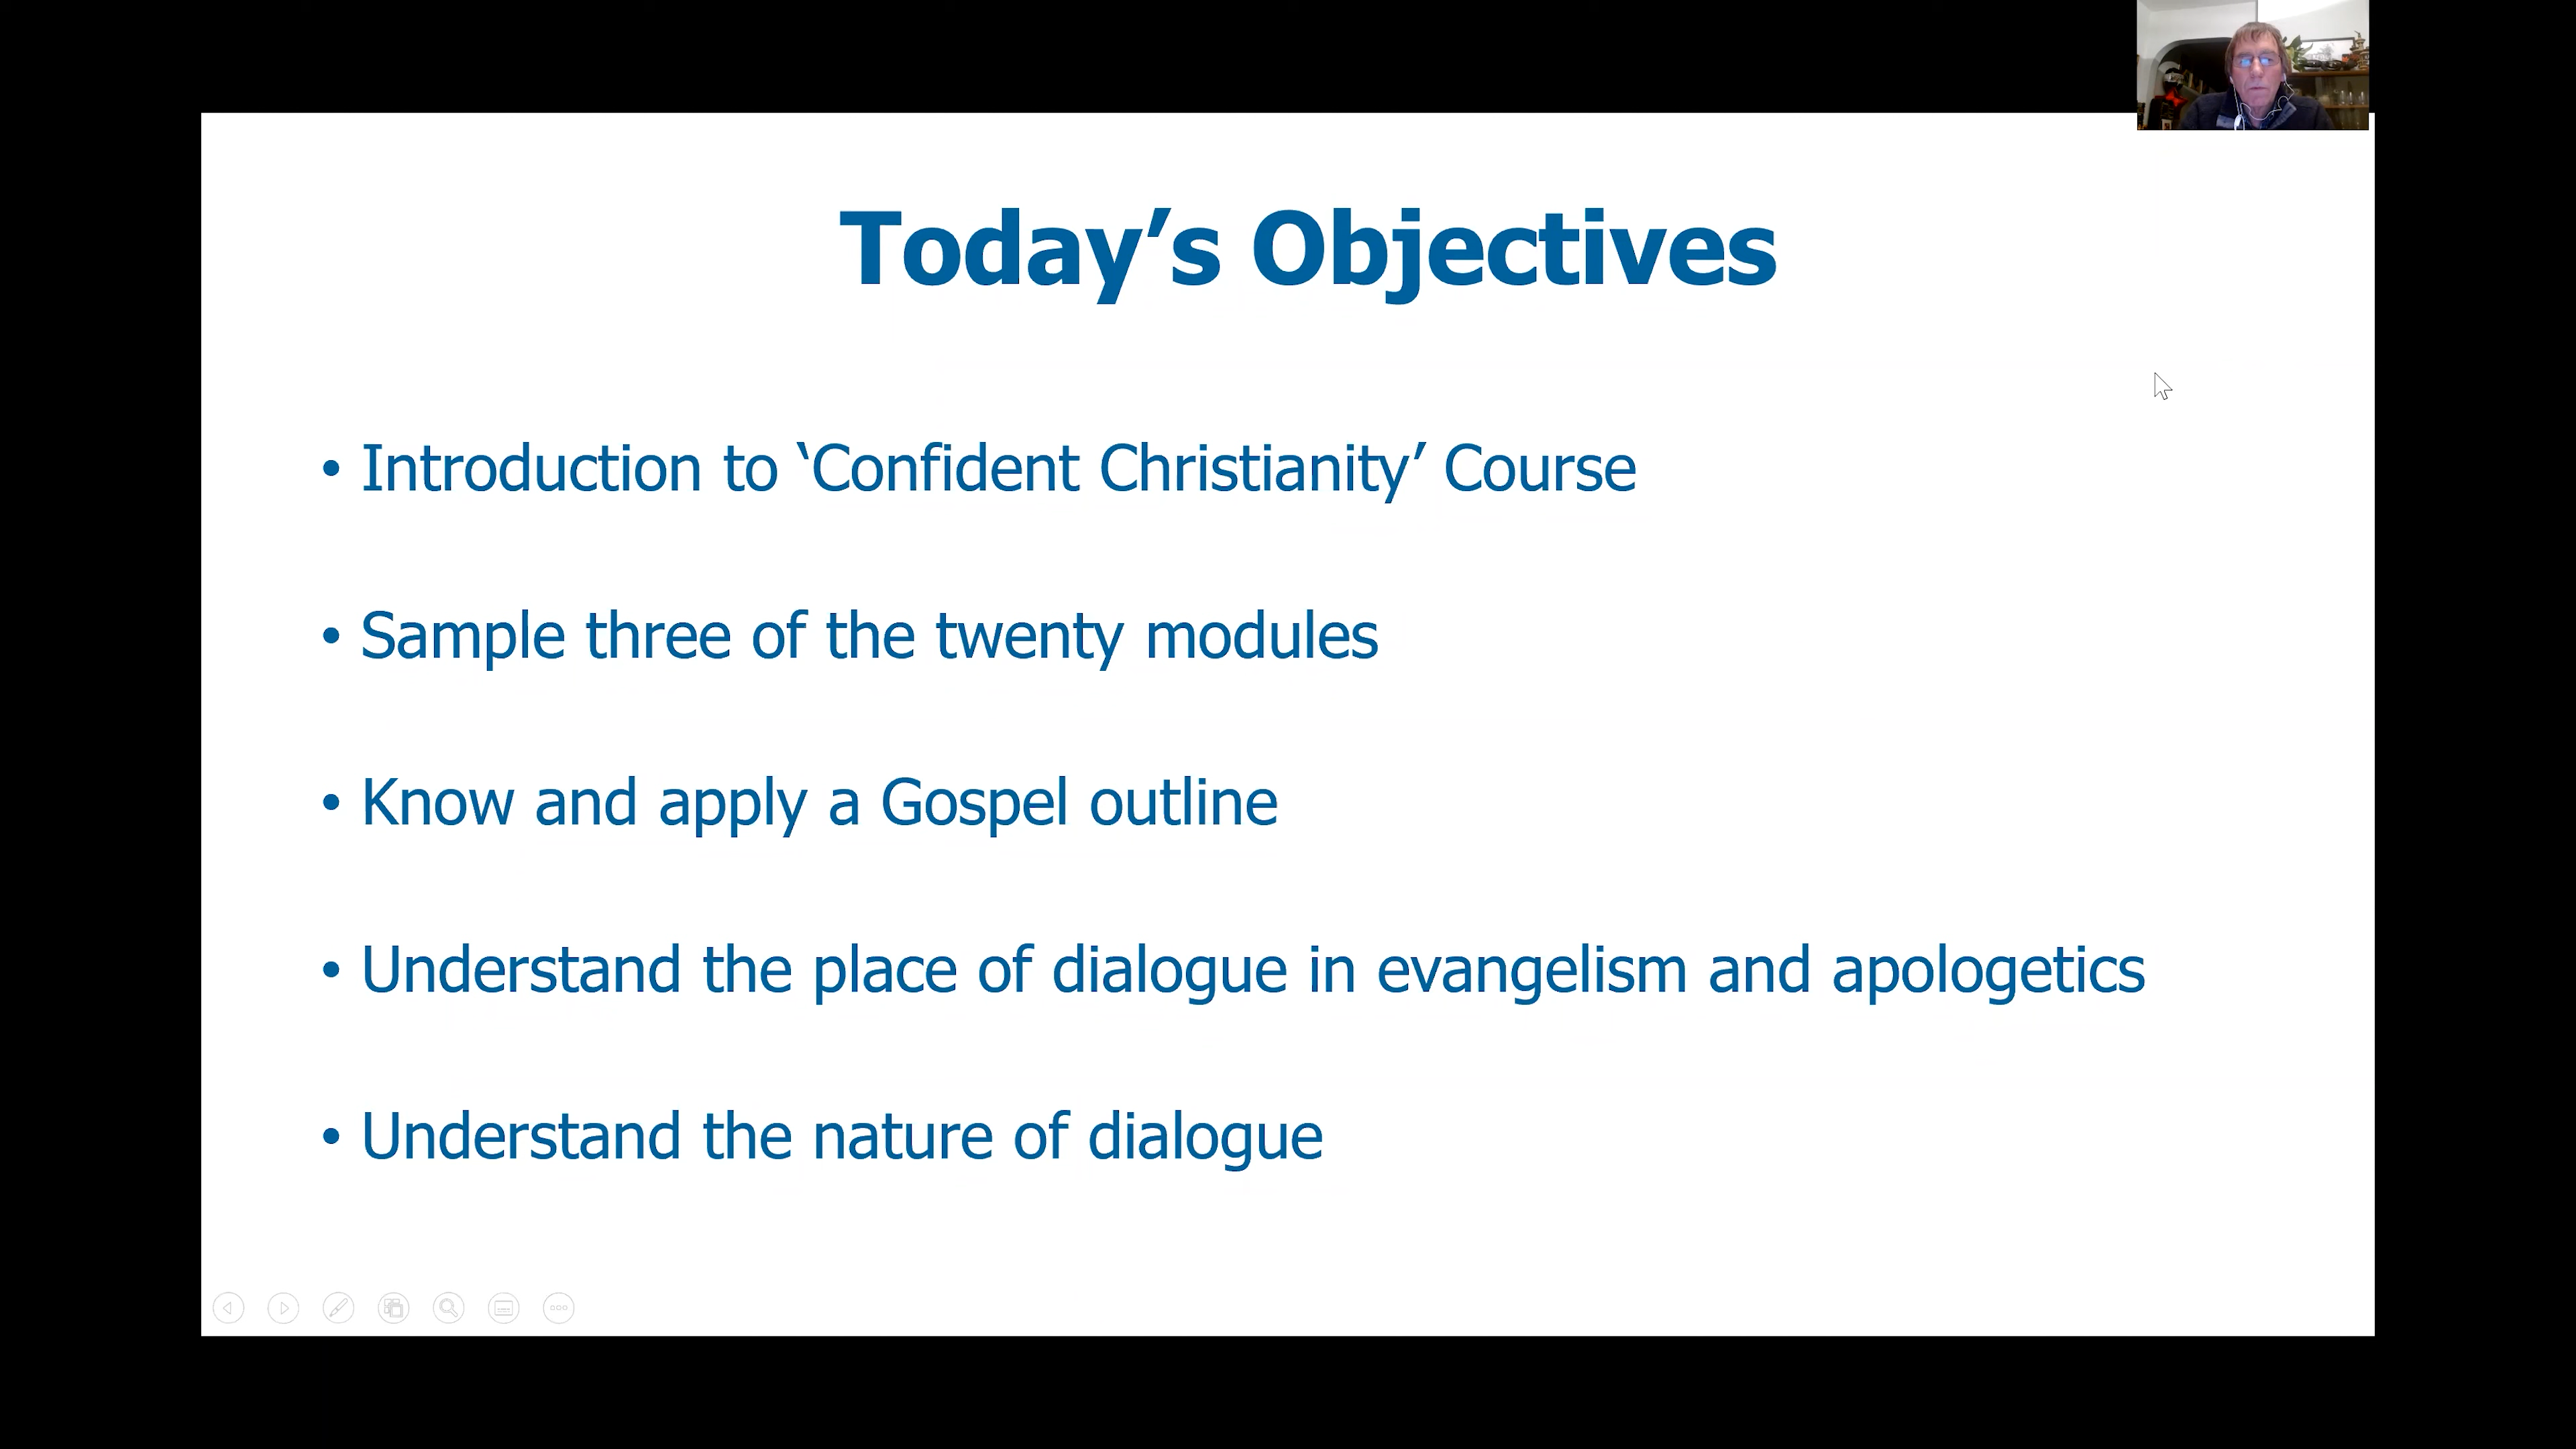 Today’s Objectives
• Introduction to ‘Confident Christianity’ Course
• Sample three of the twenty modules
• Know and apply a Gospel outline
• Understand the place of dialogue in evangelism and apologetics
• Understand the nature of dialogue